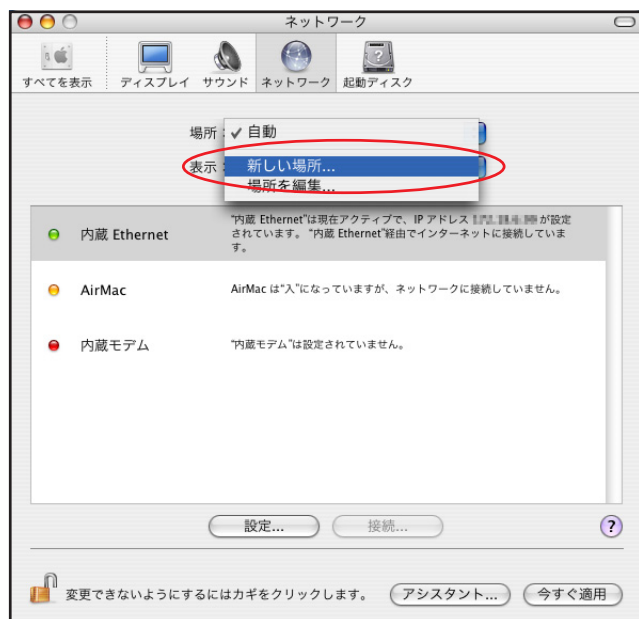 ネットワーク
すべてを表示 ディスプレイ サウンド ネットワーク 起動ディスク
場所: ✓ 自動
表示: 新しい場所...
場所を編集...
内蔵 Ethernet
"内蔵 Ethernet"は現在アクティブで、IP アドレス が設定
されています。"内蔵 Ethernet"経由でインターネットに接続していま
す。
AirMac
AirMac は"入"になっていますが、ネットワークに接続していません。
内蔵モデム
"内蔵モデム"は設定されていません。
設定... 接続... ?
変更できないようにするにはカギをクリックします。 アシスタント... 今すぐ適用